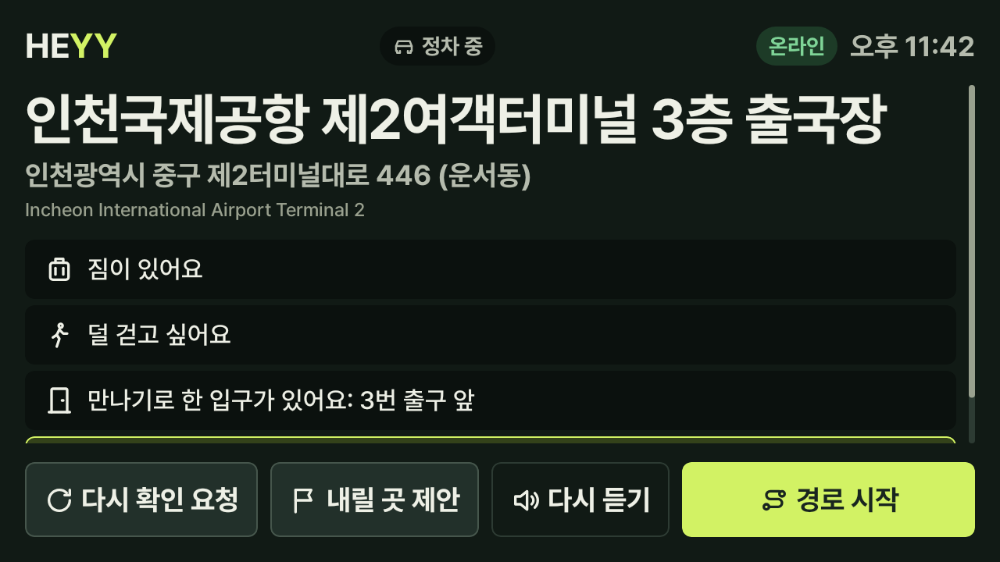 HEYY
정차 중
온라인
오후 11:42
인천국제공항 제2여객터미널 3층 출국장
인천광역시 중구 제2터미널대로 446 (운서동)
Incheon International Airport Terminal 2
짐이 있어요
덜 걷고 싶어요
만나기로 한 입구가 있어요: 3번 출구 앞
다시 확인 요청
내릴 곳 제안
다시 듣기
경로 시작